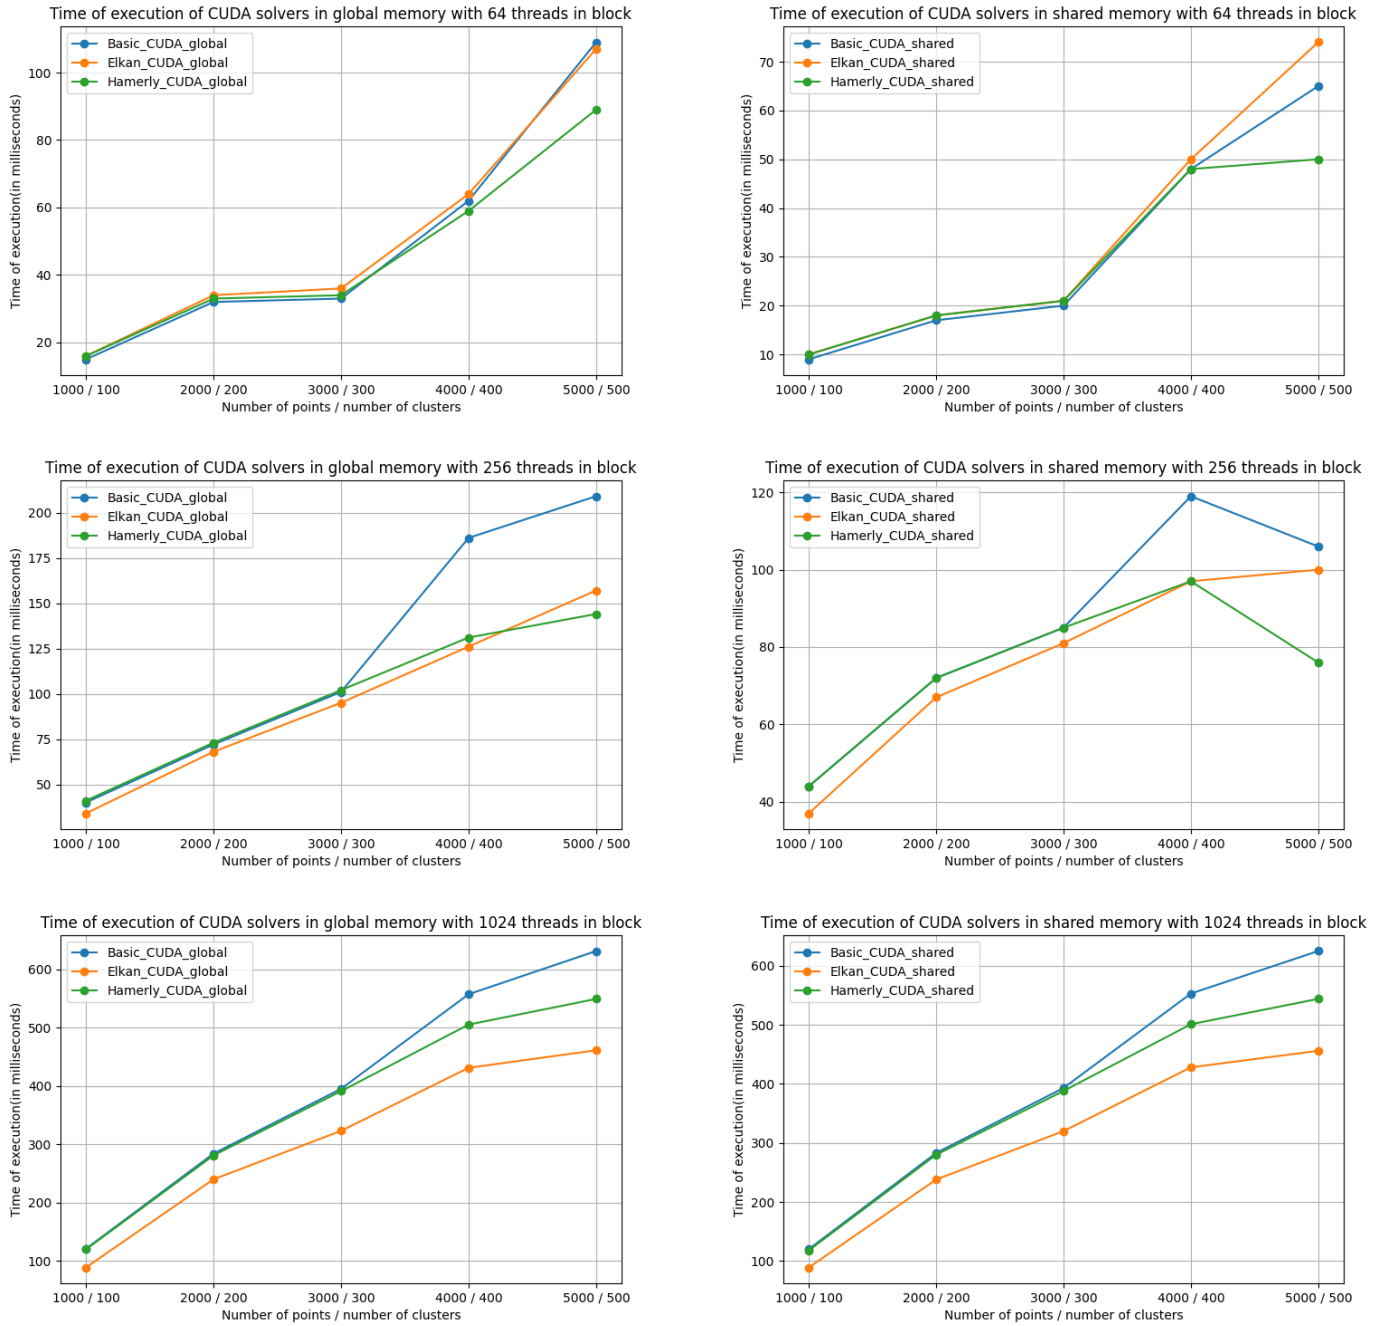 Time of execution of CUDA solvers in global memory with 64 threads in block
Basic_CUDA_global
Elkan_CUDA_global
Hamerly_CUDA_global
Time of execution(in milliseconds)
100
80
60
40
20
1000 / 100
2000 / 200
3000 / 300
4000 / 400
5000 / 500
Number of points / number of clusters
Time of execution of CUDA solvers in shared memory with 64 threads in block
Basic_CUDA_shared
Elkan_CUDA_shared
Hamerly_CUDA_shared
Time of execution(in milliseconds)
70
60
50
40
30
20
10
1000 / 100
2000 / 200
3000 / 300
4000 / 400
5000 / 500
Number of points / number of clusters
Time of execution of CUDA solvers in global memory with 256 threads in block
Basic_CUDA_global
Elkan_CUDA_global
Hamerly_CUDA_global
Time of execution(in milliseconds)
200
175
150
125
100
75
50
1000 / 100
2000 / 200
3000 / 300
4000 / 400
5000 / 500
Number of points / number of clusters
Time of execution of CUDA solvers in shared memory with 256 threads in block
Basic_CUDA_shared
Elkan_CUDA_shared
Hamerly_CUDA_shared
Time of execution(in milliseconds)
120
100
80
60
40
1000 / 100
2000 / 200
3000 / 300
4000 / 400
5000 / 500
Number of points / number of clusters
Time of execution of CUDA solvers in global memory with 1024 threads in block
Basic_CUDA_global
Elkan_CUDA_global
Hamerly_CUDA_global
Time of execution(in milliseconds)
600
500
400
300
200
100
1000 / 100
2000 / 200
3000 / 300
4000 / 400
5000 / 500
Number of points / number of clusters
Time of execution of CUDA solvers in shared memory with 1024 threads in block
Basic_CUDA_shared
Elkan_CUDA_shared
Hamerly_CUDA_shared
Time of execution(in milliseconds)
600
500
400
300
200
100
1000 / 100
2000 / 200
3000 / 300
4000 / 400
5000 / 500
Number of points / number of clusters